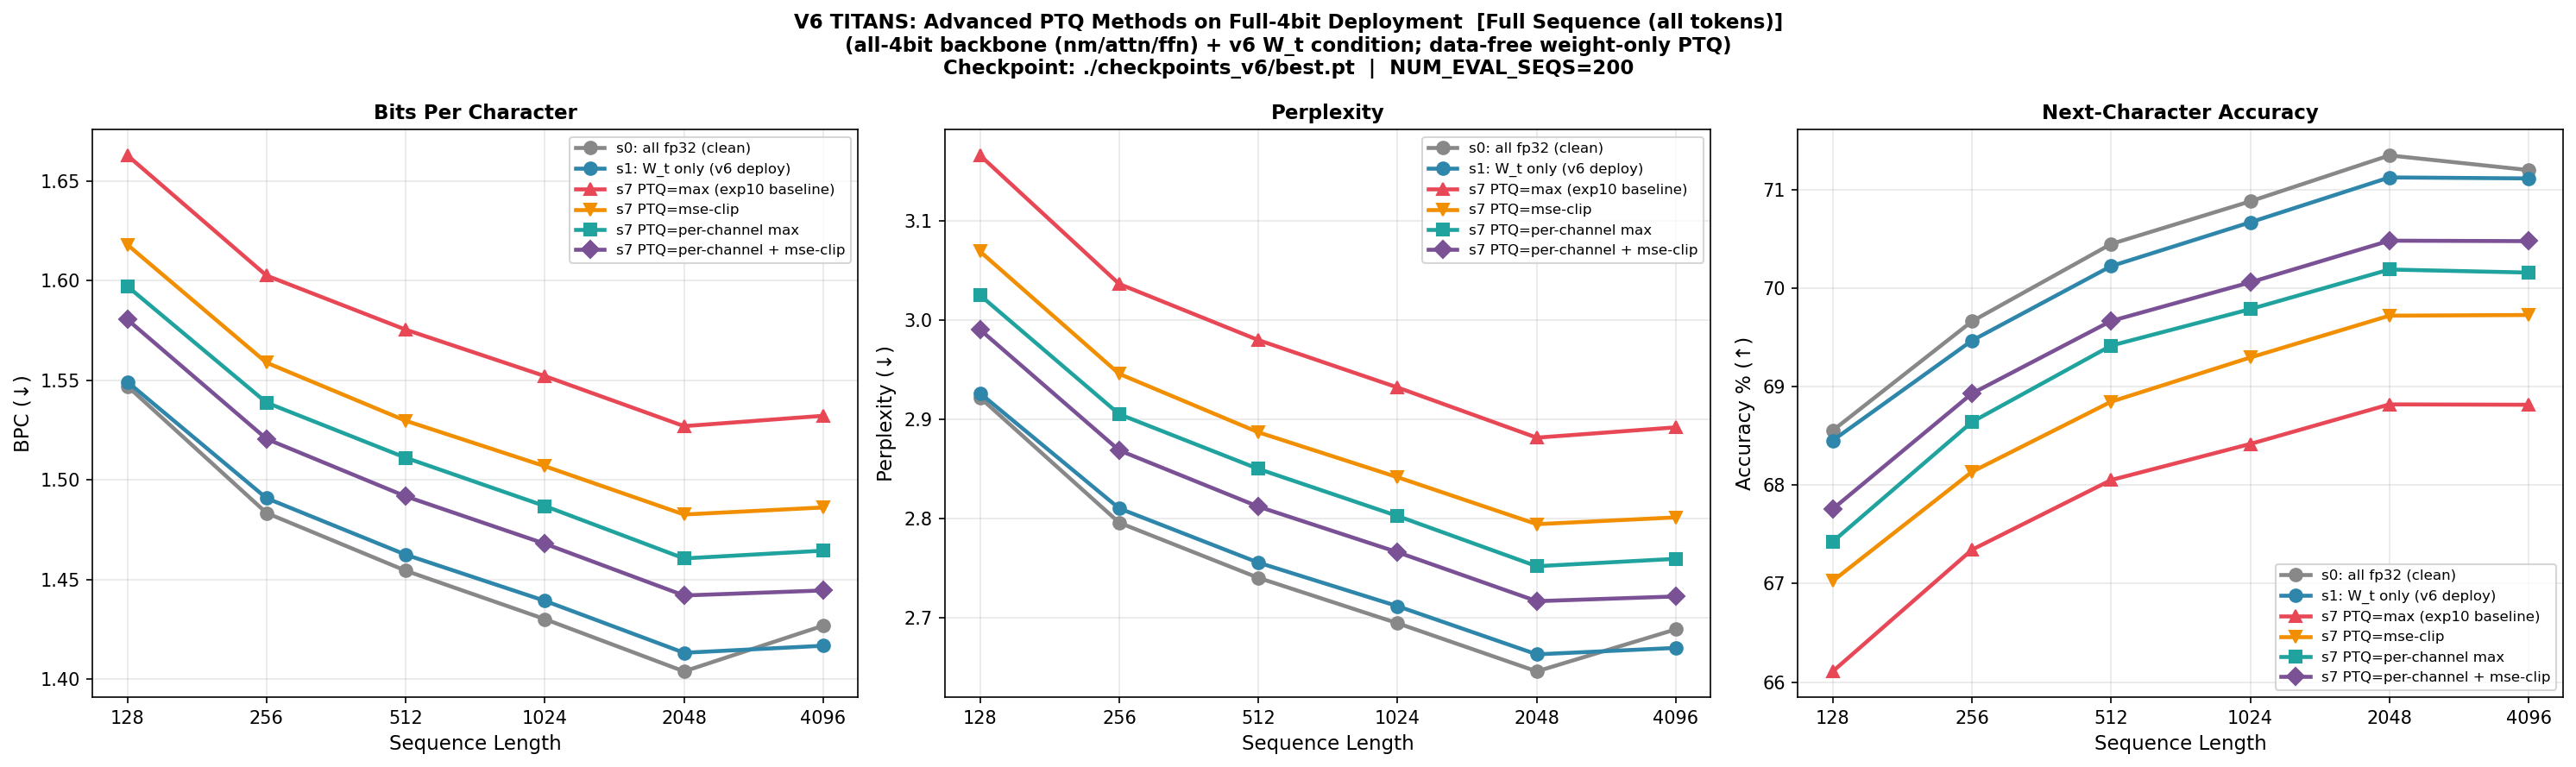 V6 TITANS: Advanced PTQ Methods on Full-4bit Deployment  [Full Sequence (all tokens)]
(all-4bit backbone (nm/attn/ffn) + v6 W_t condition; data-free weight-only PTQ)
Checkpoint: ./checkpoints_v6/best.pt  |  NUM_EVAL_SEQS=200
Bits Per Character
BPC (↓)
1.65
1.60
1.55
1.50
1.45
1.40
s0: all fp32 (clean)
s1: W_t only (v6 deploy)
s7 PTQ=max (exp10 baseline)
s7 PTQ=mse-clip
s7 PTQ=per-channel max
s7 PTQ=per-channel + mse-clip
128 256 512 1024 2048 4096
Sequence Length
Perplexity
Perplexity (↓)
3.1
3.0
2.9
2.8
2.7
s0: all fp32 (clean)
s1: W_t only (v6 deploy)
s7 PTQ=max (exp10 baseline)
s7 PTQ=mse-clip
s7 PTQ=per-channel max
s7 PTQ=per-channel + mse-clip
128 256 512 1024 2048 4096
Sequence Length
Next-Character Accuracy
Accuracy % (↑)
71
70
69
68
67
66
s0: all fp32 (clean)
s1: W_t only (v6 deploy)
s7 PTQ=max (exp10 baseline)
s7 PTQ=mse-clip
s7 PTQ=per-channel max
s7 PTQ=per-channel + mse-clip
128 256 512 1024 2048 4096
Sequence Length